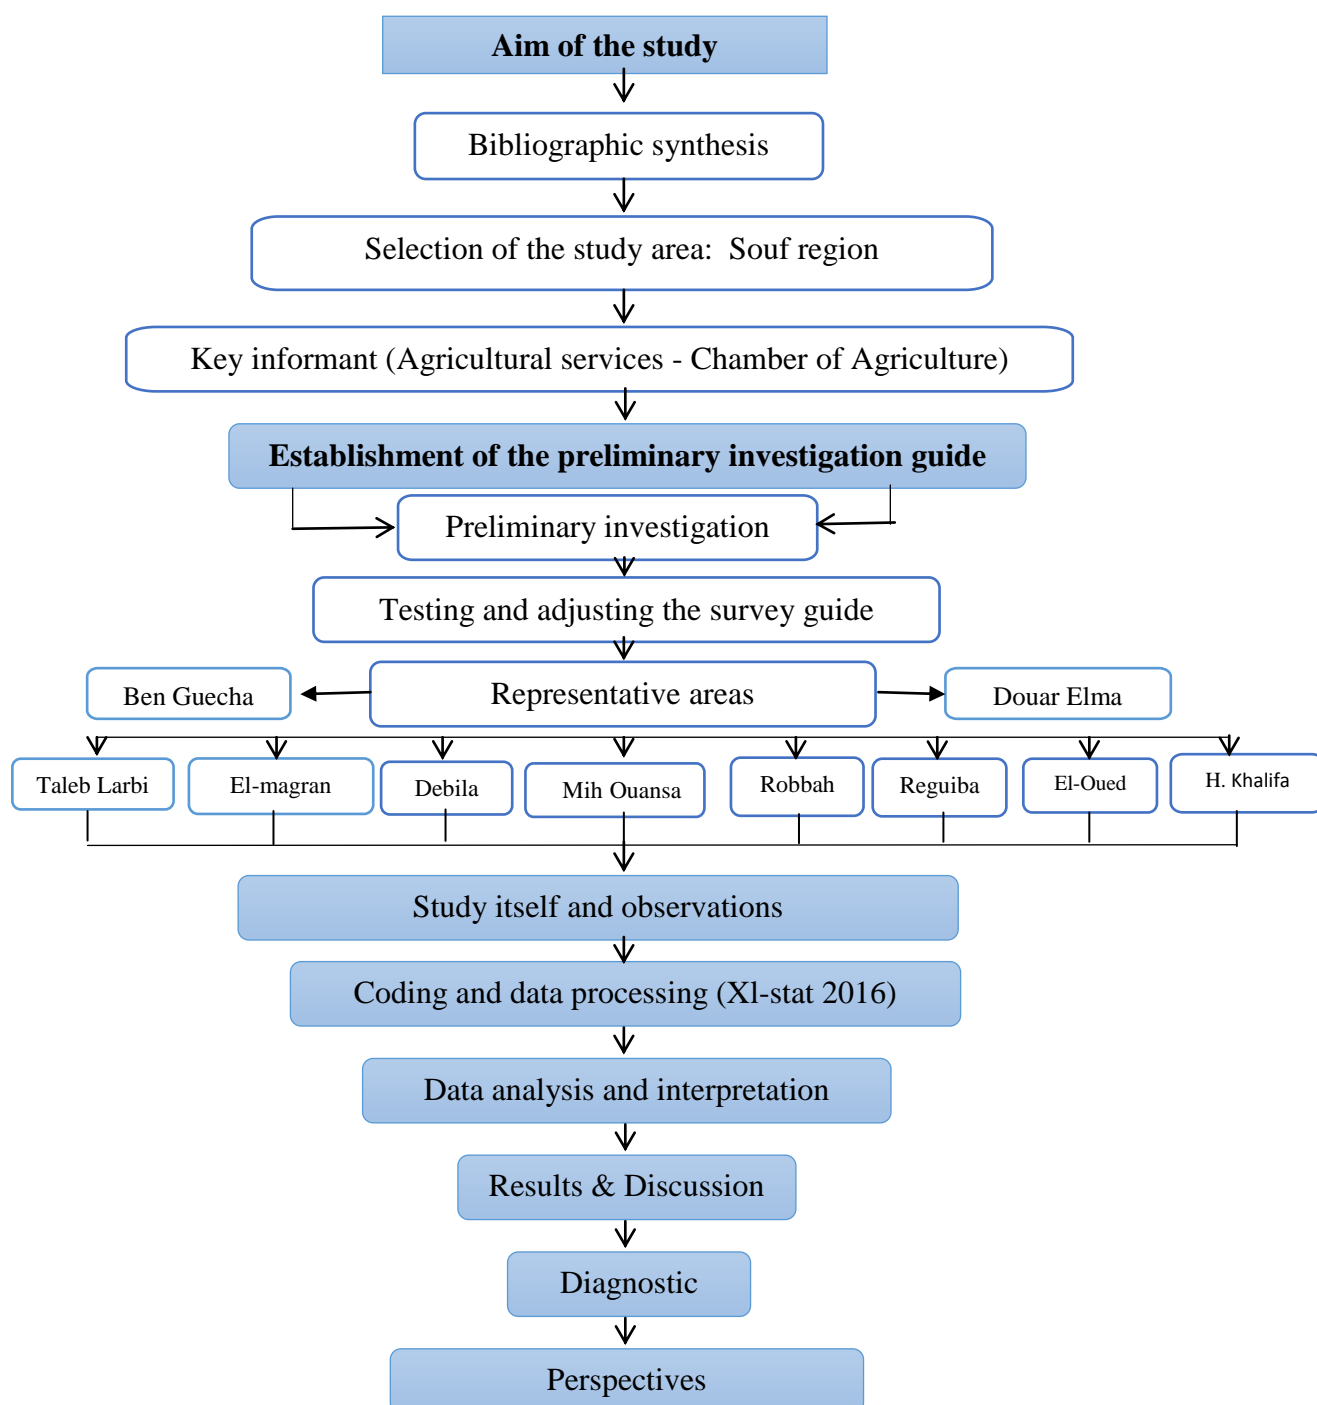 Aim of the study
Bibliographic synthesis
Selection of the study area:  Souf region
Key informant (Agricultural services - Chamber of Agriculture)
Establishment of the preliminary investigation guide
Preliminary investigation
Testing and adjusting the survey guide
Ben Guecha
Representative areas
Douar Elma
Taleb Larbi
El-magran
Debila
Mih Ouansa
Robbah
Reguiba
El-Oued
H. Khalifa
Study itself and observations
Coding and data processing (Xl-stat 2016)
Data analysis and interpretation
Results & Discussion
Diagnostic
Perspectives